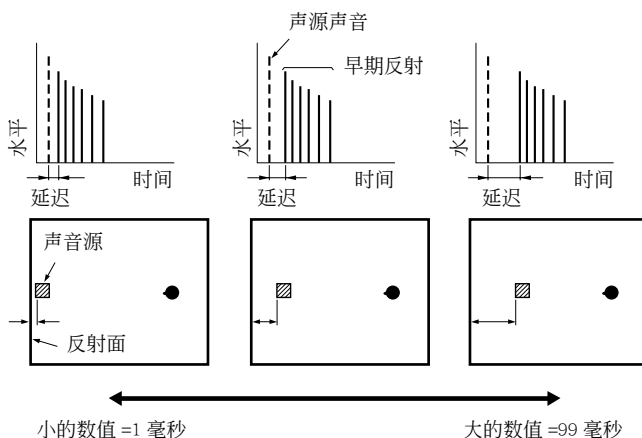 声源声音
早期反射
水平
延迟
时间
水平
延迟
时间
水平
延迟
时间
声音源
反射面
小的数值 =1 毫秒
大的数值 =99 毫秒